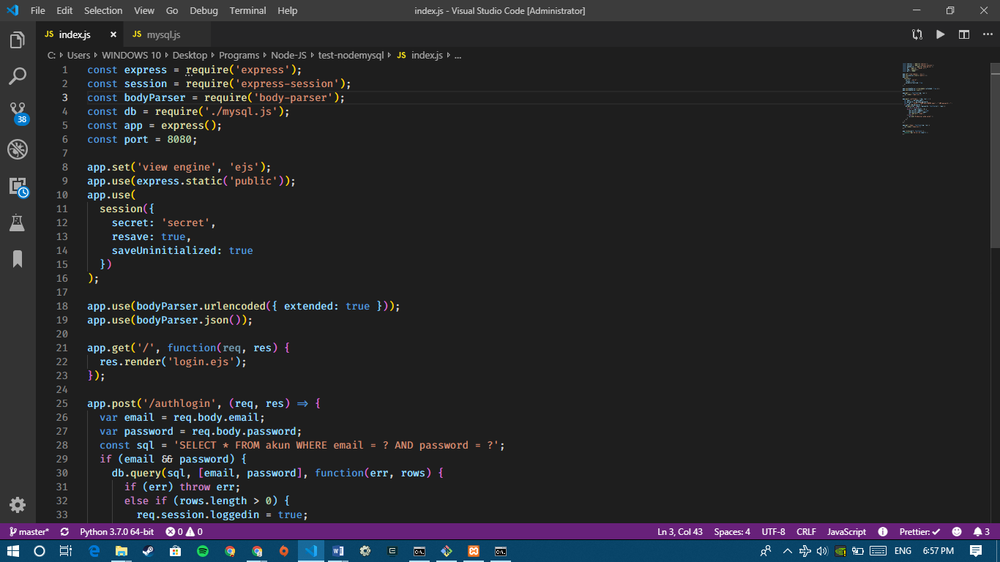 File Edit Selection View Go Debug Terminal Help index.js - Visual Studio Code [Administrator]
JS index.js × JS mysql.js
C: Users WINDOWS 10 Desktop Programs Node-JS test-nodemysql JS index.js ...
1 const express = require('express');
2 const session = require('express-session');
3 const bodyParser = require('body-parser');
4 const db = require('./mysql.js');
5 const app = express();
6 const port = 8080;
7
8 app.set('view engine', 'ejs');
9 app.use(express.static('public'));
10 app.use(
11 session({
12 secret: 'secret',
13 resave: true,
14 saveUninitialized: true
15 })
16 );
17
18 app.use(bodyParser.urlencoded({ extended: true }));
19 app.use(bodyParser.json());
20
21 app.get('/', function(req, res) {
22 res.render('login.ejs');
23 });
24
25 app.post('/authlogin', (req, res) => {
26 var email = req.body.email;
27 var password = req.body.password;
28 const sql = 'SELECT * FROM akun WHERE email = ? AND password = ?';
29 if (email && password) {
30 db.query(sql, [email, password], function(err, rows) {
31 if (err) throw err;
32 else if (rows.length > 0) {
33 req.session.loggedin = true;
38
master* Python 3.7.0 64-bit 0 0 Ln 3, Col 43 Spaces: 4 UTF-8 CRLF JavaScript Prettier: ✓ 3
ENG 6:57 PM